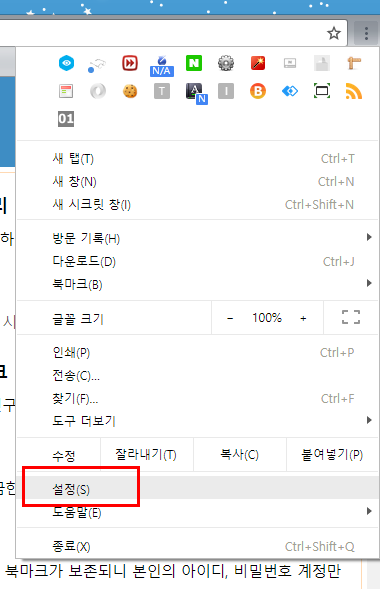 N/A
N
T
A
N
I
B
01
새 탭(T) Ctrl+T
새 창(N) Ctrl+N
새 시크릿 창(I) Ctrl+Shift+N
리
방문 기록(H)
하
다운로드(D) Ctrl+J
북마크(B)
글꼴 크기 − 100% +
시
인쇄(P) Ctrl+P
전송(C)...
찾기(F)... Ctrl+F
도구 더보기
수정 잘라내기(T) 복사(C) 붙여넣기(P)
설정(S)
도움말(E)
종료(X) Ctrl+Shift+Q
북마크가 보존되니 본인의 아이디, 비밀번호 계정만